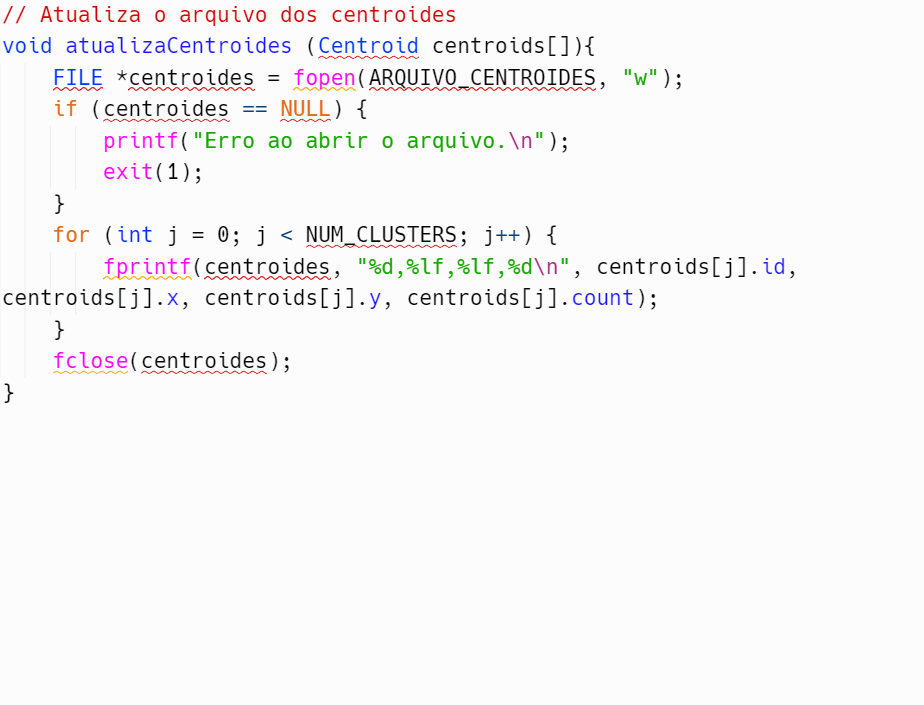 // Atualiza o arquivo dos centroides
void atualizaCentroides (Centroid centroids[]){
    FILE *centroides = fopen(ARQUIVO_CENTROIDES, "w");
    if (centroides == NULL) {
        printf("Erro ao abrir o arquivo.\n");
        exit(1);
    }
    for (int j = 0; j < NUM_CLUSTERS; j++) {
        fprintf(centroides, "%d,%lf,%lf,%d\n", centroids[j].id,
centroids[j].x, centroids[j].y, centroids[j].count);
    }
    fclose(centroides);
}